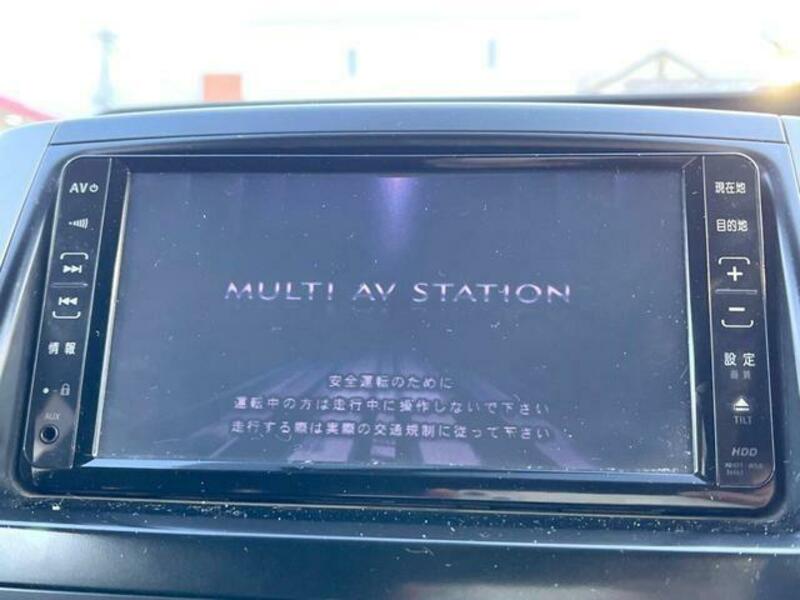 AV
情報
AUX
MULTI AV STATION
安全運転のために
運転中の方は走行中に操作しないで下さい
走行する際は実際の交通規制に従って下さい
現在地
目的地
+
−
設定
画質
TILT
HDD